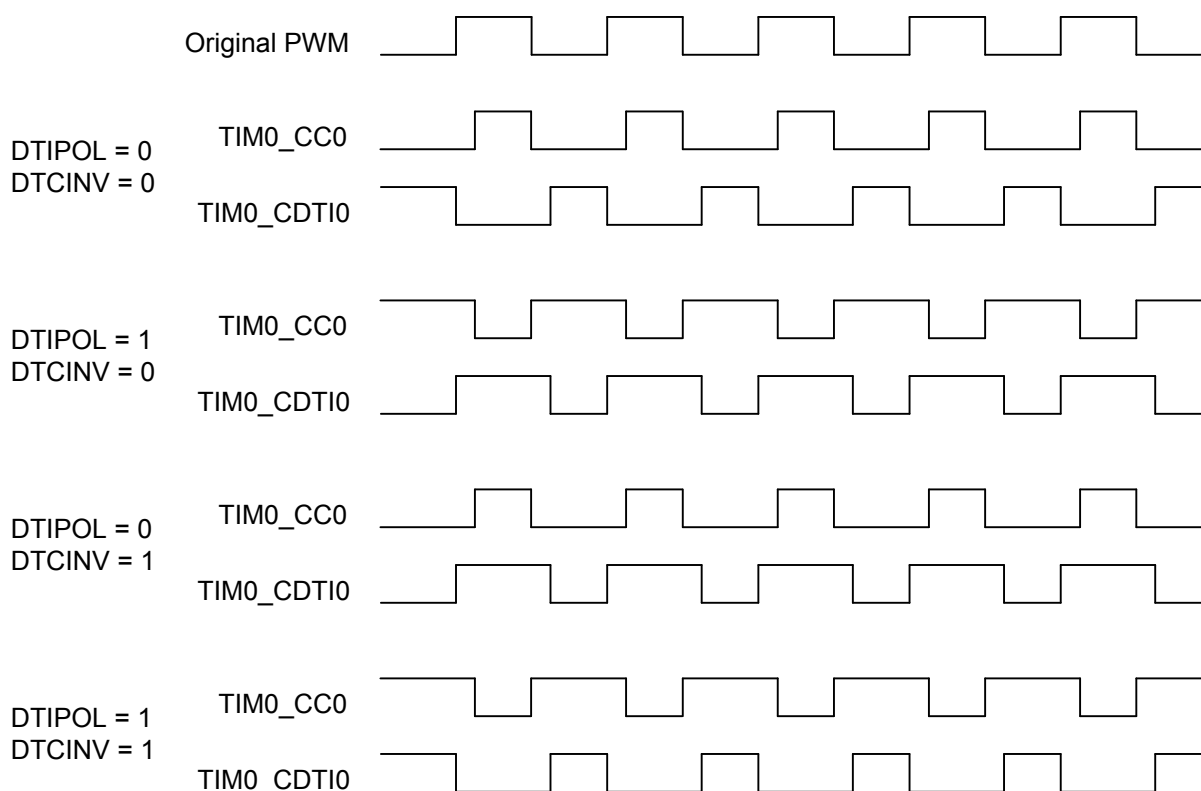 Original PWM
DTIPOL = 0
DTCINV = 0
TIM0_CC0
TIM0_CDTI0
DTIPOL = 1
DTCINV = 0
TIM0_CC0
TIM0_CDTI0
DTIPOL = 0
DTCINV = 1
TIM0_CC0
TIM0_CDTI0
DTIPOL = 1
DTCINV = 1
TIM0_CC0
TIM0_CDTI0